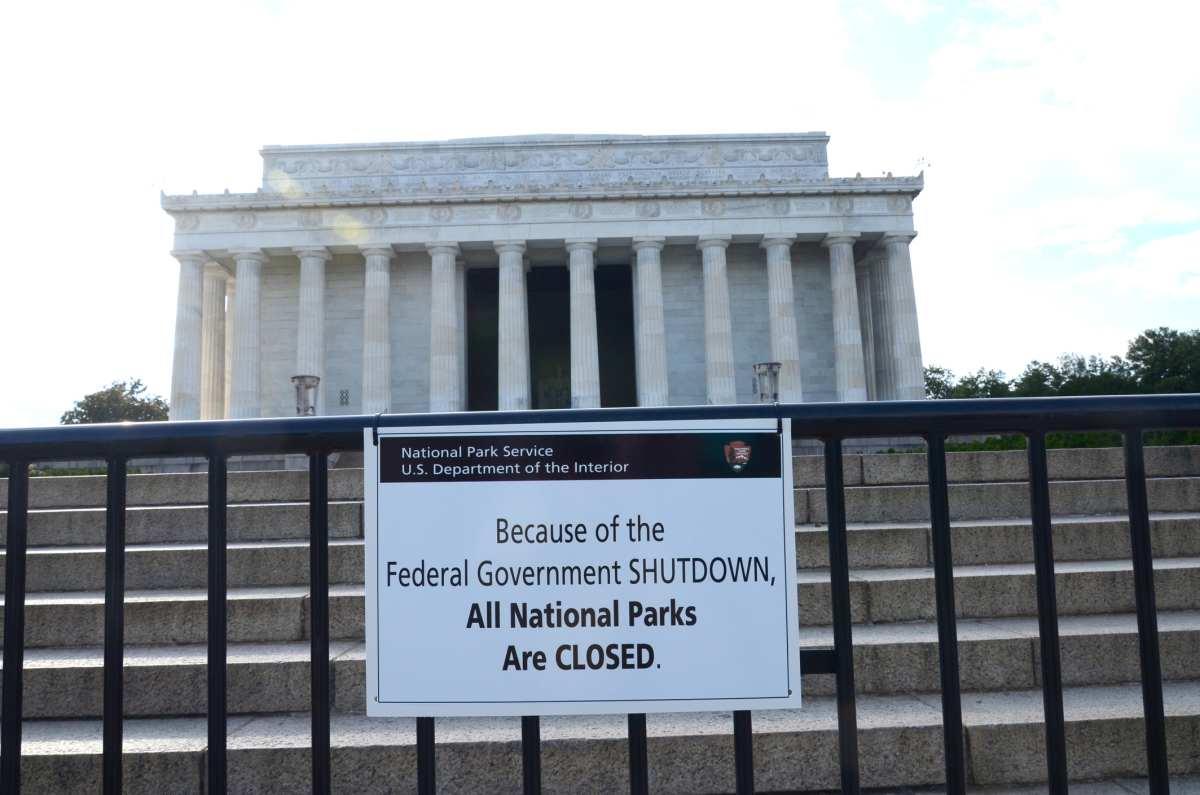 National Park Service
U.S. Department of the Interior
Because of the
Federal Government SHUTDOWN,
All National Parks
Are CLOSED.